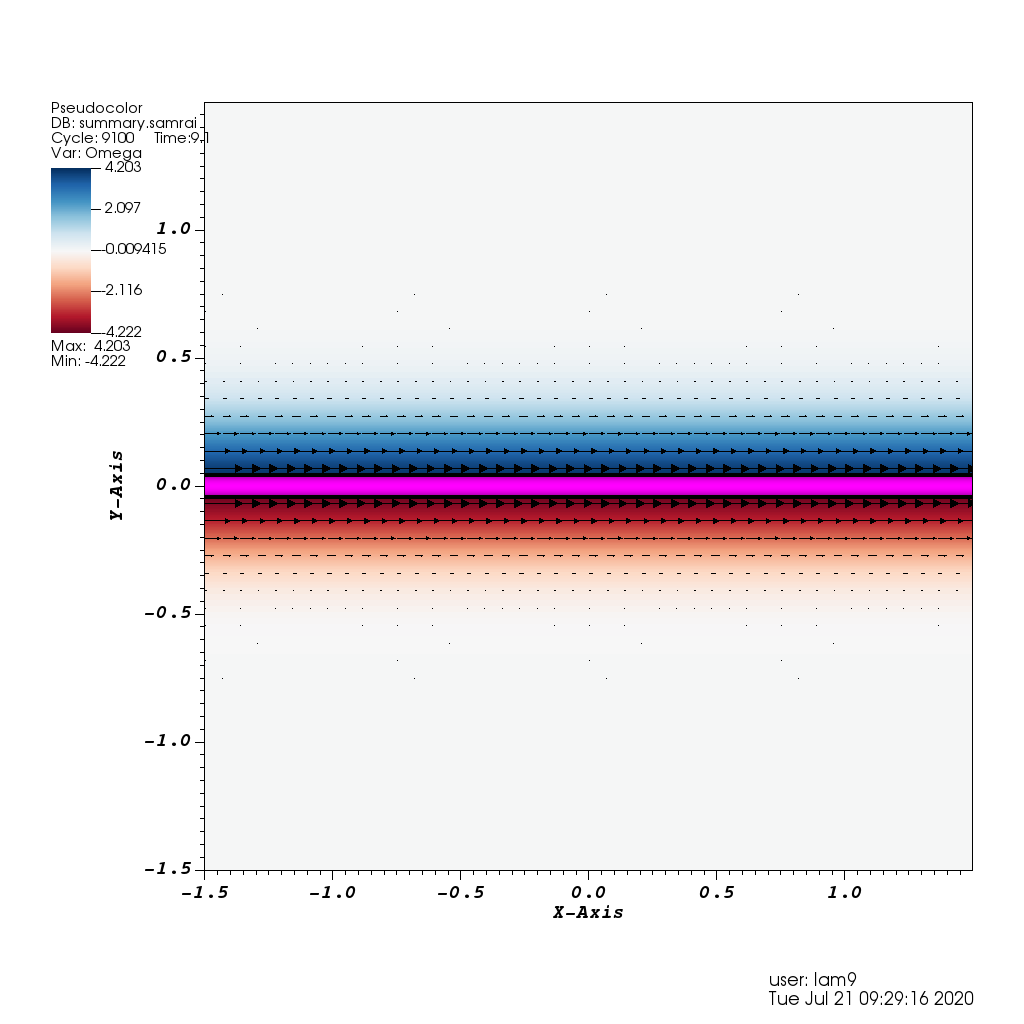 Pseudocolor
DB: summary.samrai
Cycle: 9100 Time:9.1
Var: Omega
4.203
2.097
-0.009415
-2.116
-4.222
Max: 4.203
Min: -4.222
1.0
0.5
0.0
-0.5
-1.0
-1.5
Y-Axis
-1.5 -1.0 -0.5 0.0 0.5 1.0
X-Axis
user: lam9
Tue Jul 21 09:29:16 2020